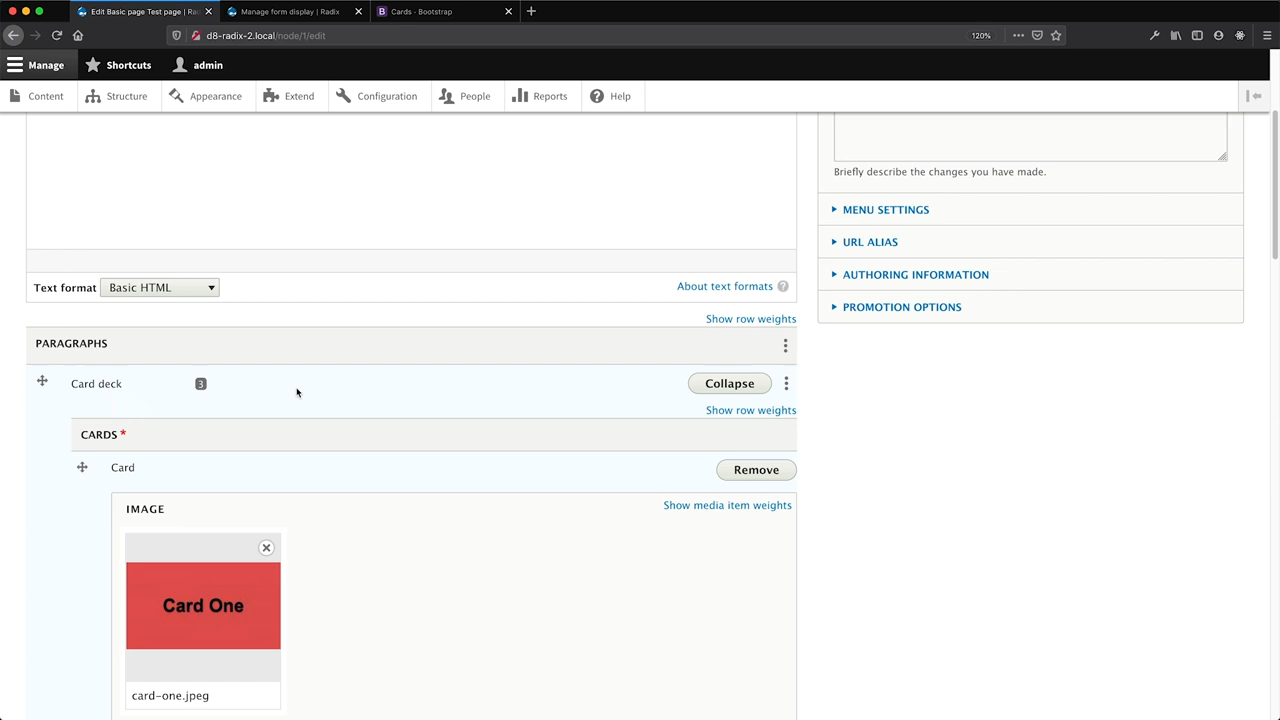 Edit Basic page Test page | Ra
Manage form display | Radix
Cards - Bootstrap
d8-radix-2.local/node/1/edit
120%
Manage
Shortcuts
admin
Content
Structure
Appearance
Extend
Configuration
People
Reports
Help
Briefly describe the changes you have made.
MENU SETTINGS
URL ALIAS
AUTHORING INFORMATION
PROMOTION OPTIONS
Text format
Basic HTML
About text formats ?
Show row weights
PARAGRAPHS
Card deck
3
Collapse
Show row weights
CARDS *
Card
Remove
IMAGE
Show media item weights
Card One
card-one.jpeg